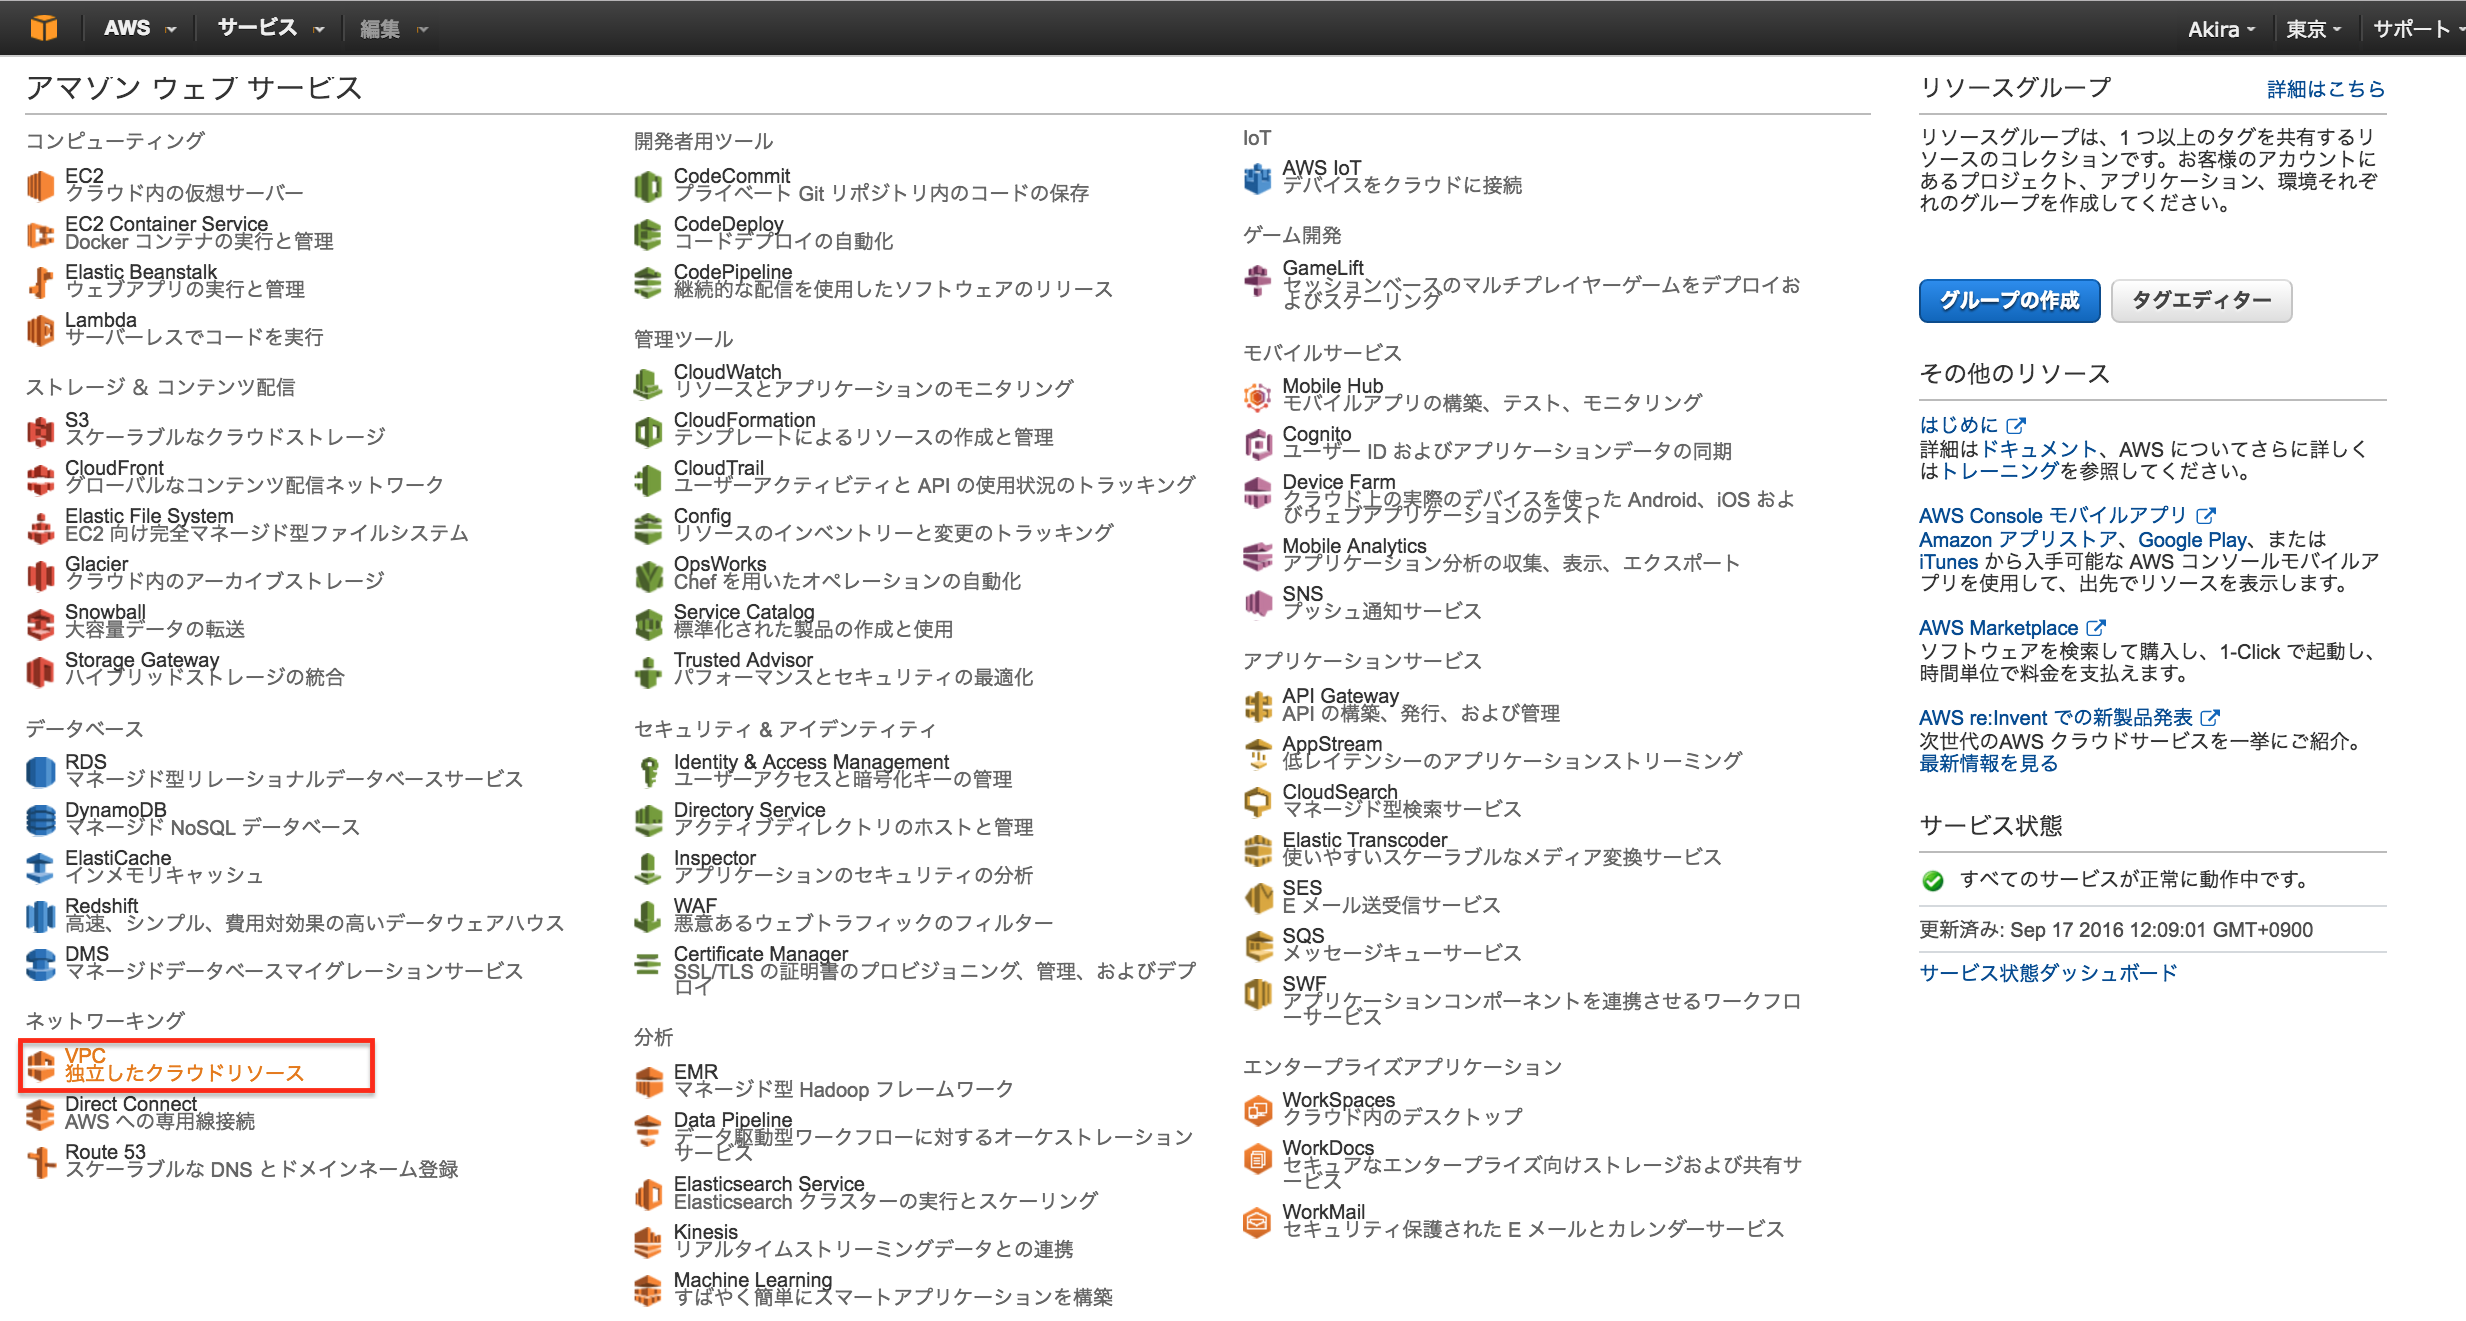 AWS
サービス
編集
Akira
東京
サポート
アマゾン ウェブ サービス
コンピューティング
EC2
クラウド内の仮想サーバー
EC2 Container Service
Docker コンテナの実行と管理
Elastic Beanstalk
ウェブアプリの実行と管理
Lambda
サーバーレスでコードを実行
ストレージ & コンテンツ配信
S3
スケーラブルなクラウドストレージ
CloudFront
グローバルなコンテンツ配信ネットワーク
Elastic File System
EC2 向け完全マネージド型ファイルシステム
Glacier
クラウド内のアーカイブストレージ
Snowball
大容量データの転送
Storage Gateway
ハイブリッドストレージの統合
データベース
RDS
マネージド型リレーショナルデータベースサービス
DynamoDB
マネージド NoSQL データベース
ElastiCache
インメモリキャッシュ
Redshift
高速、シンプル、費用対効果の高いデータウェアハウス
DMS
マネージドデータベースマイグレーションサービス
ネットワーキング
VPC
独立したクラウドリソース
Direct Connect
AWS への専用線接続
Route 53
スケーラブルな DNS とドメインネーム登録
開発者用ツール
CodeCommit
プライベート Git リポジトリ内のコードの保存
CodeDeploy
コードデプロイの自動化
CodePipeline
継続的な配信を使用したソフトウェアのリリース
管理ツール
CloudWatch
リソースとアプリケーションのモニタリング
CloudFormation
テンプレートによるリソースの作成と管理
CloudTrail
ユーザーアクティビティと API の使用状況のトラッキング
Config
リソースのインベントリーと変更のトラッキング
OpsWorks
Chef を用いたオペレーションの自動化
Service Catalog
標準化された製品の作成と使用
Trusted Advisor
パフォーマンスとセキュリティの最適化
セキュリティ & アイデンティティ
Identity & Access Management
ユーザーアクセスと暗号化キーの管理
Directory Service
アクティブディレクトリのホストと管理
Inspector
アプリケーションのセキュリティの分析
WAF
悪意あるウェブトラフィックのフィルター
Certificate Manager
SSL/TLS の証明書のプロビジョニング、管理、およびデプ
ロイ
分析
EMR
マネージド型 Hadoop フレームワーク
Data Pipeline
データ駆動型ワークフローに対するオーケストレーション
サービス
Elasticsearch Service
Elasticsearch クラスターの実行とスケーリング
Kinesis
リアルタイムストリーミングデータとの連携
Machine Learning
すばやく簡単にスマートアプリケーションを構築
IoT
AWS IoT
デバイスをクラウドに接続
ゲーム開発
GameLift
セッションベースのマルチプレイヤーゲームをデプロイお
よびスケーリング
モバイルサービス
Mobile Hub
モバイルアプリの構築、テスト、モニタリング
Cognito
ユーザー ID およびアプリケーションデータの同期
Device Farm
クラウド上の実際のデバイスを使った Android、iOS およ
びウェブアプリケーションのテスト
Mobile Analytics
アプリケーション分析の収集、表示、エクスポート
SNS
プッシュ通知サービス
アプリケーションサービス
API Gateway
API の構築、発行、および管理
AppStream
低レイテンシーのアプリケーションストリーミング
CloudSearch
マネージド型検索サービス
Elastic Transcoder
使いやすいスケーラブルなメディア変換サービス
SES
E メール送受信サービス
SQS
メッセージキューサービス
SWF
アプリケーションコンポーネントを連携させるワークフロ
ーサービス
エンタープライズアプリケーション
WorkSpaces
クラウド内のデスクトップ
WorkDocs
セキュアなエンタープライズ向けストレージおよび共有サ
ービス
WorkMail
セキュリティ保護された E メールとカレンダーサービス
リソースグループ
詳細はこちら
リソースグループは、1 つ以上のタグを共有するリ
ソースのコレクションです。お客様のアカウントに
あるプロジェクト、アプリケーション、環境それぞ
れのグループを作成してください。
グループの作成
タグエディター
その他のリソース
はじめに
詳細はドキュメント、AWS についてさらに詳しく
はトレーニングを参照してください。
AWS Console モバイルアプリ
Amazon アプリストア、Google Play、または
iTunes から入手可能な AWS コンソールモバイルア
プリを使用して、出先でリソースを表示します。
AWS Marketplace
ソフトウェアを検索して購入し、1-Click で起動し、
時間単位で料金を支払えます。
AWS re:Invent での新製品発表
次世代のAWS クラウドサービスを一挙にご紹介。
最新情報を見る
サービス状態
すべてのサービスが正常に動作中です。
更新済み: Sep 17 2016 12:09:01 GMT+0900
サービス状態ダッシュボード